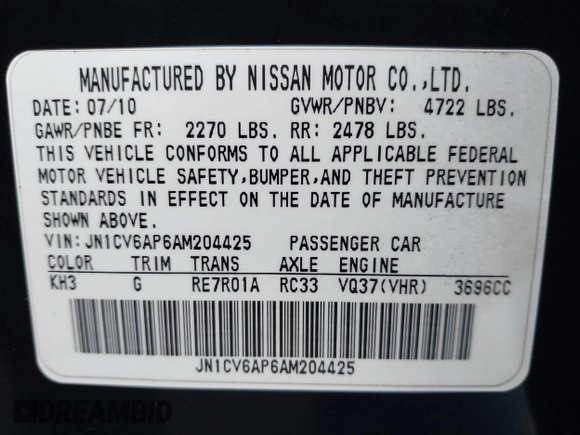 MANUFACTURED BY NISSAN MOTOR CO.,LTD.
DATE: 07/10 GVWR/PNBV: 4722 LBS.
GAWR/PNBE FR: 2270 LBS. RR: 2478 LBS.
THIS VEHICLE CONFORMS TO ALL APPLICABLE FEDERAL
MOTOR VEHICLE SAFETY,BUMPER,AND THEFT PREVENTION
STANDARDS IN EFFECT ON THE DATE OF MANUFACTURE
SHOWN ABOVE.
VIN:JN1CV6AP6AM204425 PASSENGER CAR
COLOR TRIM TRANS AXLE ENGINE
KH3 G RE7R01A RC33 VQ37(VHR) 3696CC
JN1CV6AP6AM204425
DREAMBID